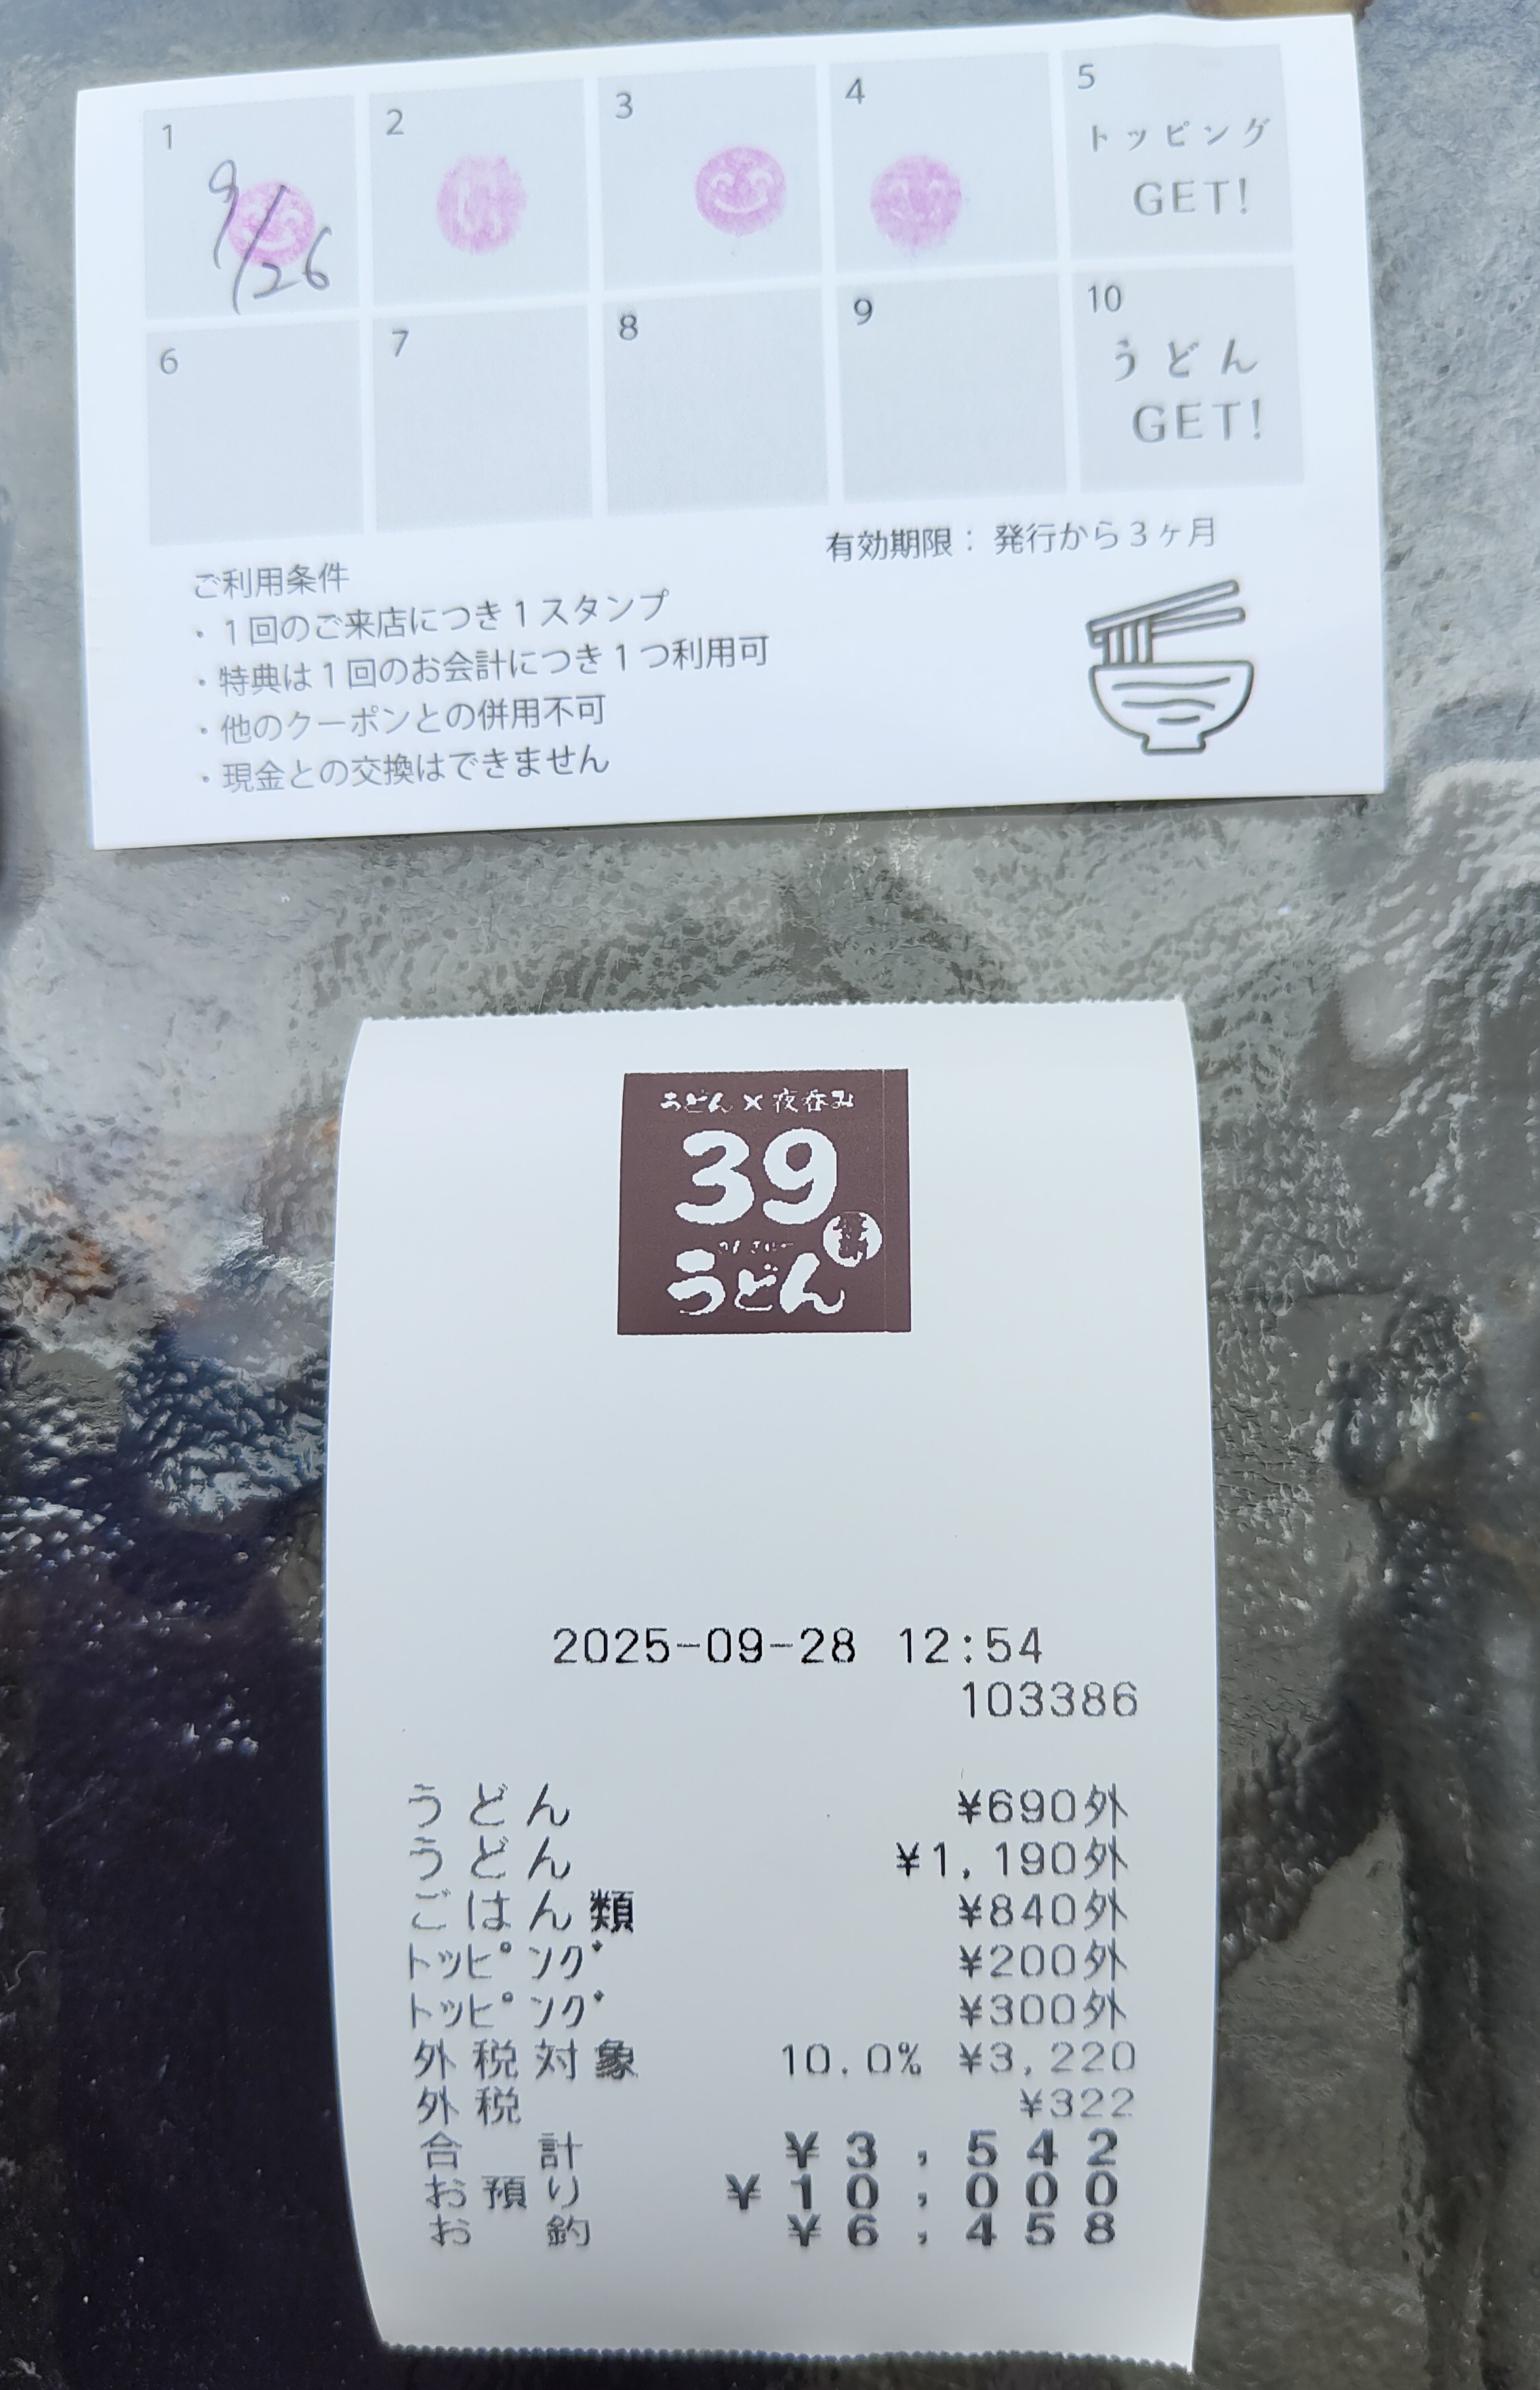 1
2
3
4
5
トッピング
GET!
9/26
6
7
8
9
10
うどん
GET!
有効期限： 発行から3ヶ月
ご利用条件
・1回のご来店につき1スタンプ
・特典は1回のお会計につき1つ利用可
・他のクーポンとの併用不可
・現金との交換はできません
うどん×夜呑み
39
うどん
2025-09-28 12:54
103386
うどん ¥690外
うどん ¥1,190外
ごはん類 ¥840外
ﾄｯﾋﾟﾝｸﾞ ¥200外
ﾄｯﾋﾟﾝｸﾞ ¥300外
外税対象 10.0% ¥3,220
外税 ¥322
合計 ¥3,542
お預り ¥10,000
お釣 ¥6,458